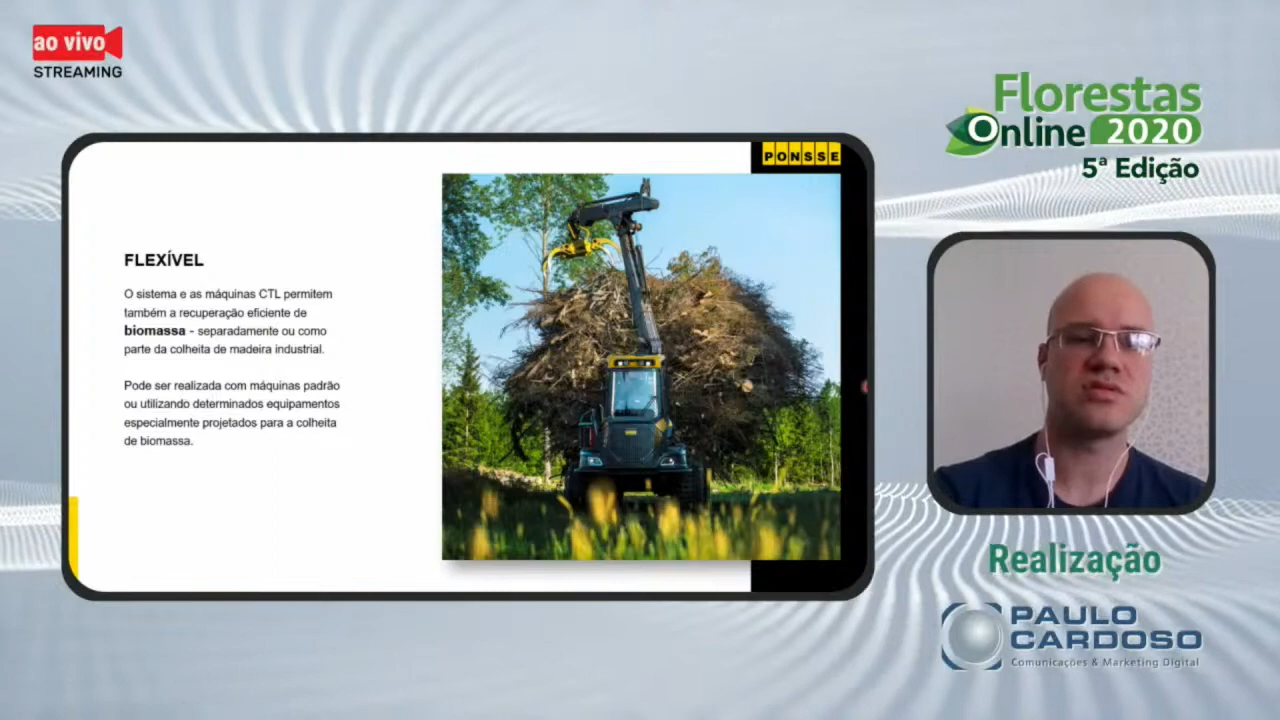 ao vivo
STREAMING
Florestas
Online 2020
5ª Edição
PONSSE
FLEXÍVEL
O sistema e as máquinas CTL permitem
também a recuperação eficiente de
biomassa - separadamente ou como
parte da colheita de madeira industrial.
Pode ser realizada com máquinas padrão
ou utilizando determinados equipamentos
especialmente projetados para a colheita
de biomassa.
Realização
PAULO
CARDOSO
Comunicações & Marketing Digital